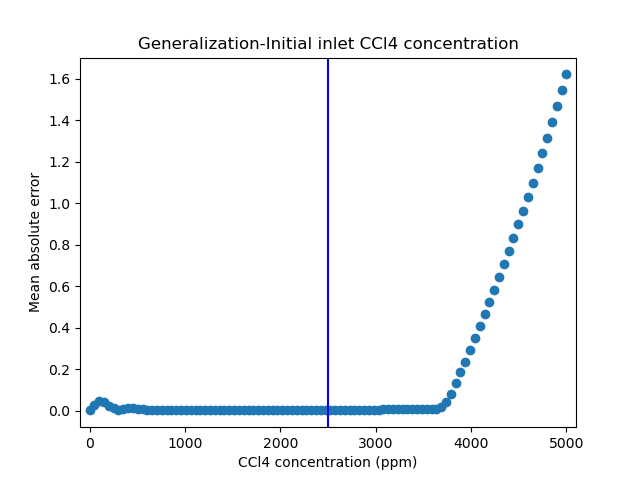 Generalization-Initial inlet CCl4 concentration
1.6
1.4
1.2
1.0
0.8
0.6
0.4
0.2
0.0
Mean absolute error
0 1000 2000 3000 4000 5000
CCl4 concentration (ppm)